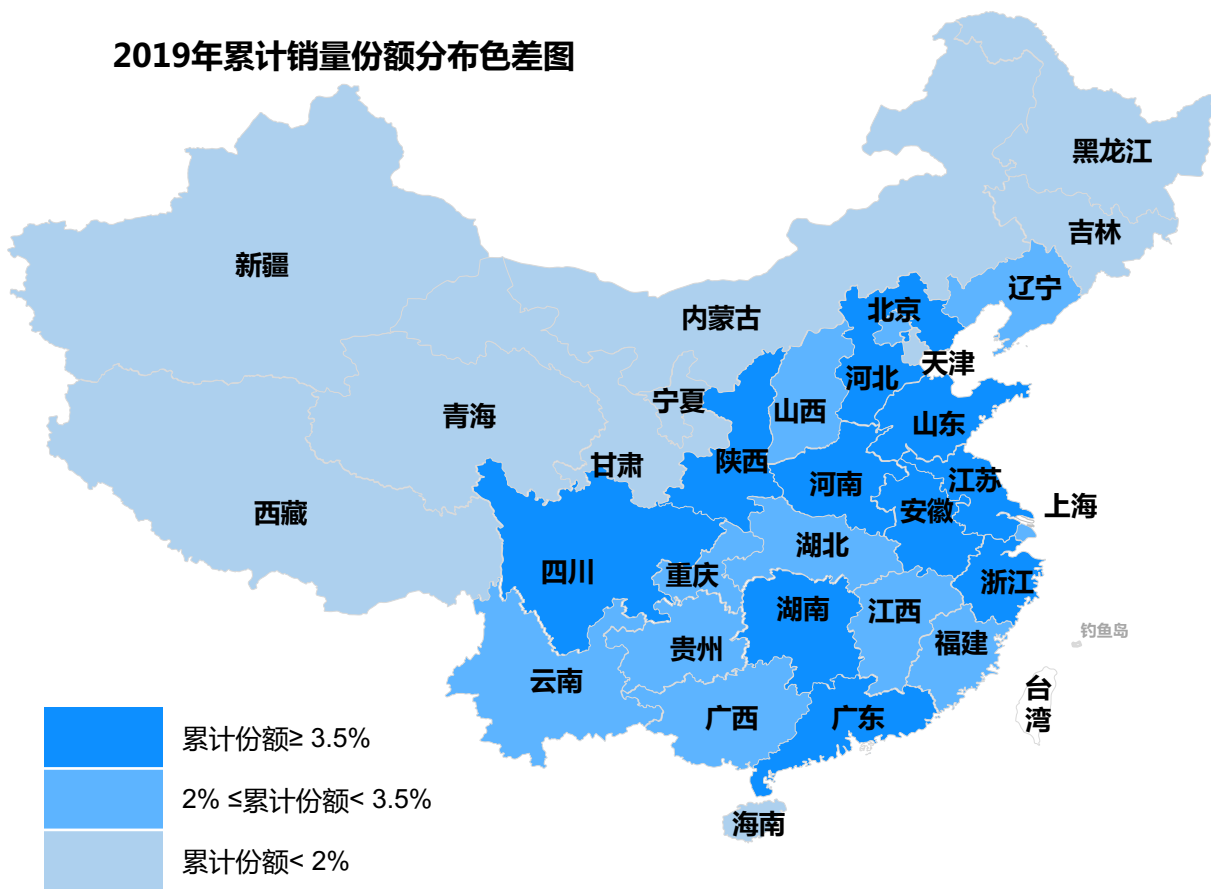 2019年累计销量份额分布色差图
黑龙江
吉林
新疆
辽宁
北京
内蒙古
天津
河北
宁夏
山西
青海
山东
甘肃
陕西
河南
江苏
西藏
安徽
上海
湖北
四川
重庆
浙江
湖南
江西
钓鱼岛
福建
贵州
云南
台
湾
广西
广东
累计份额≥ 3.5%
2% ≤累计份额< 3.5%
海南
累计份额< 2%